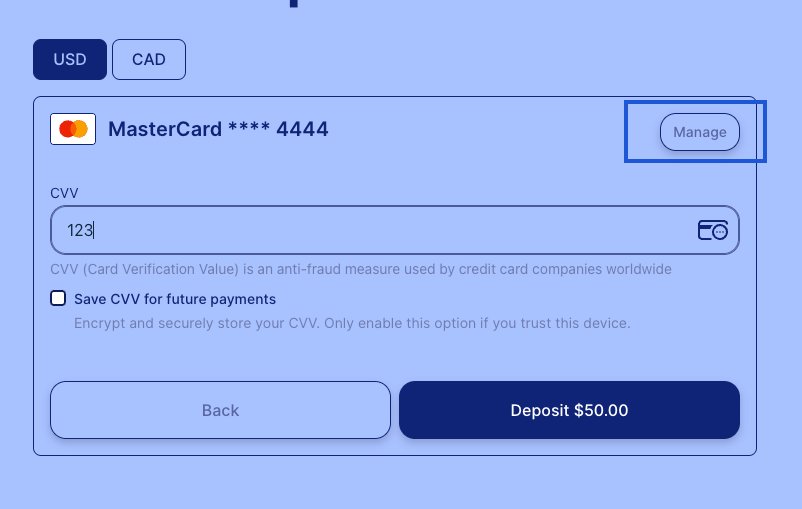 USD CAD
MasterCard **** 4444 Manage
CVV
123
CVV (Card Verification Value) is an anti-fraud measure used by credit card companies worldwide
Save CVV for future payments
Encrypt and securely store your CVV. Only enable this option if you trust this device.
Back Deposit $50.00